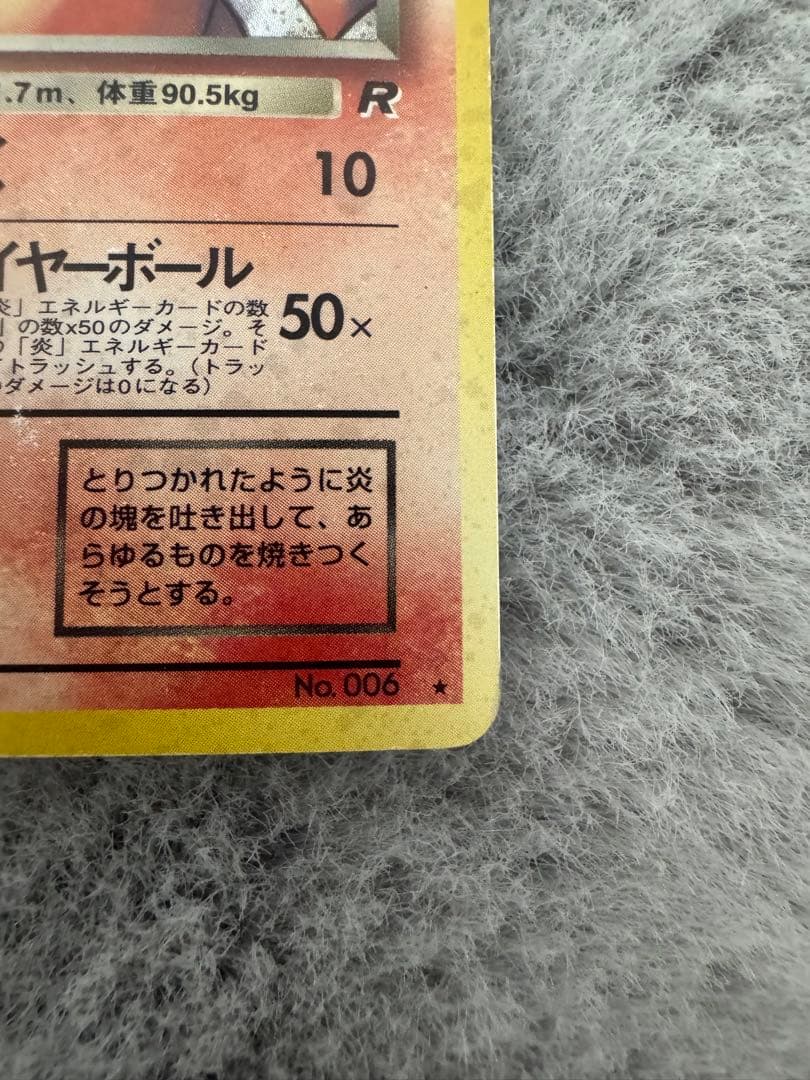 .7m、体重90.5kg
R
10
イヤーボール
炎」エネルギーカードの数
」の数x50のダメージ。そ
の「炎」エネルギーカード
てトラッシュする。(トラッ
のダメージは0になる)
50×
とりつかれたように炎
の塊を吐き出して、あ
らゆるものを焼きつく
そうとする。
No. 006 ★